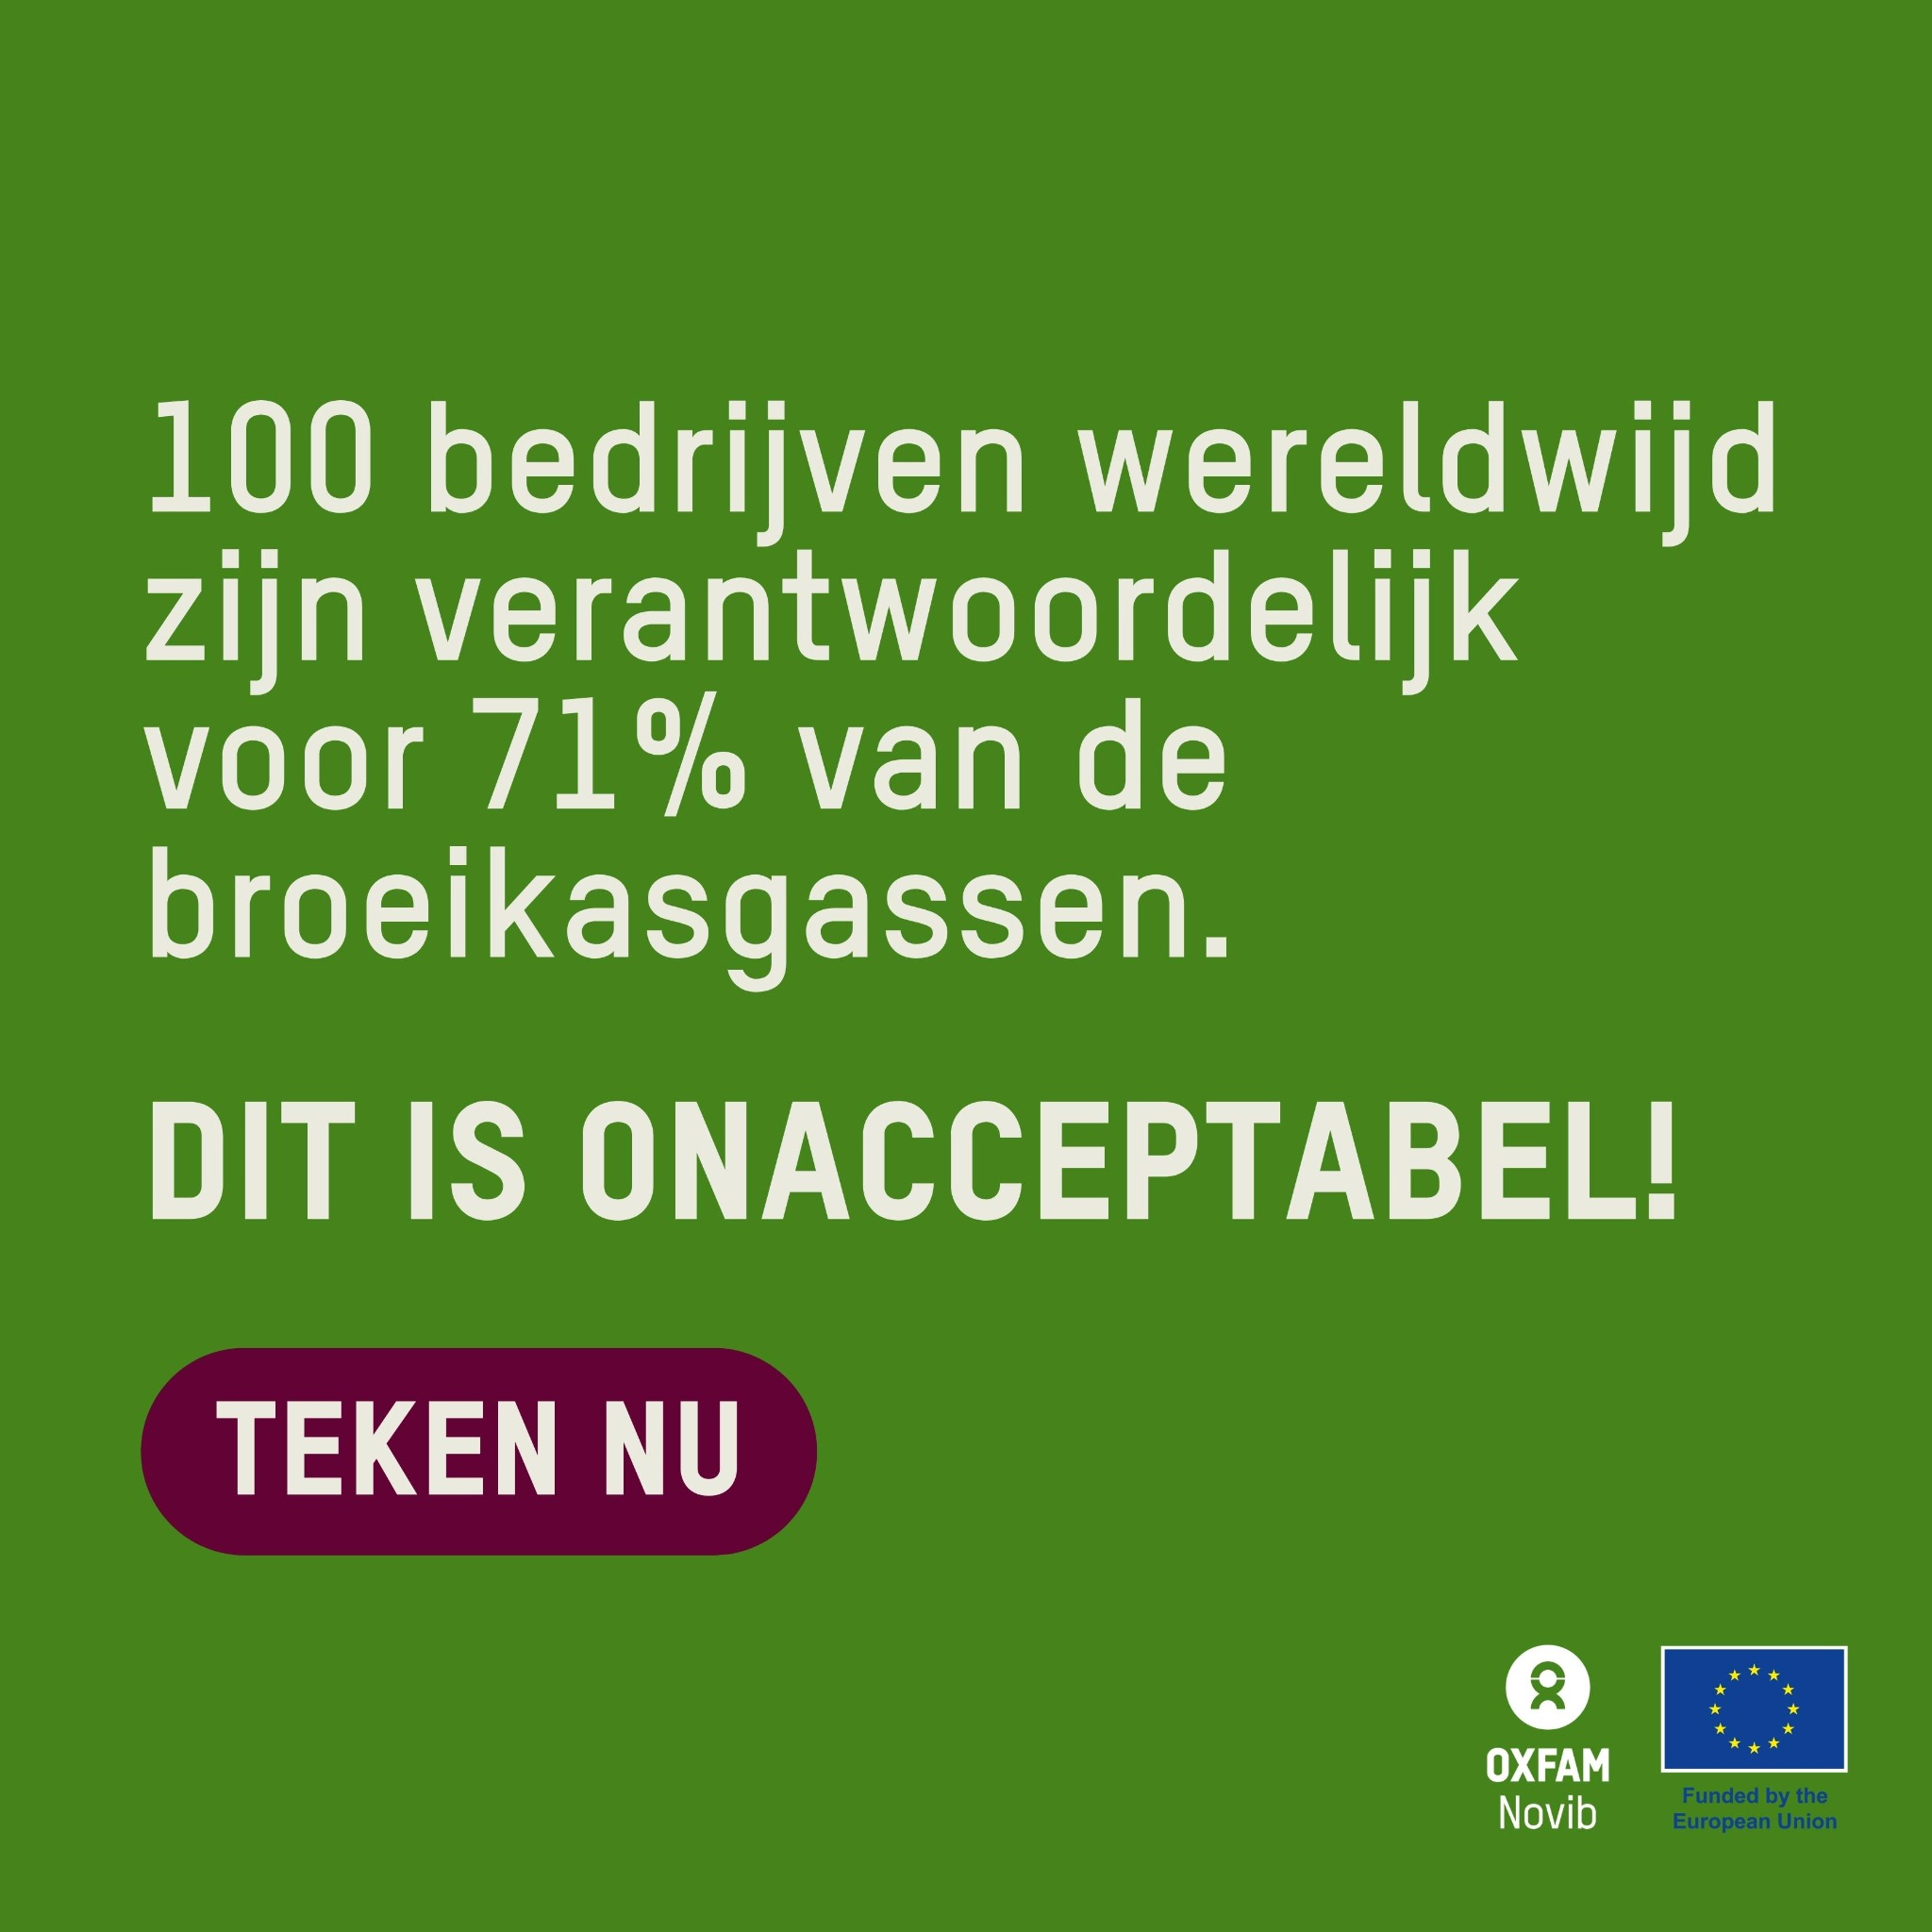 100 bedrijven wereldwijd
zijn verantwoordelijk
voor 71% van de
broeikasgassen.
DIT IS ONACCEPTABEL!
TEKEN NU
OXFAM
Novib
Funded by the
European Union